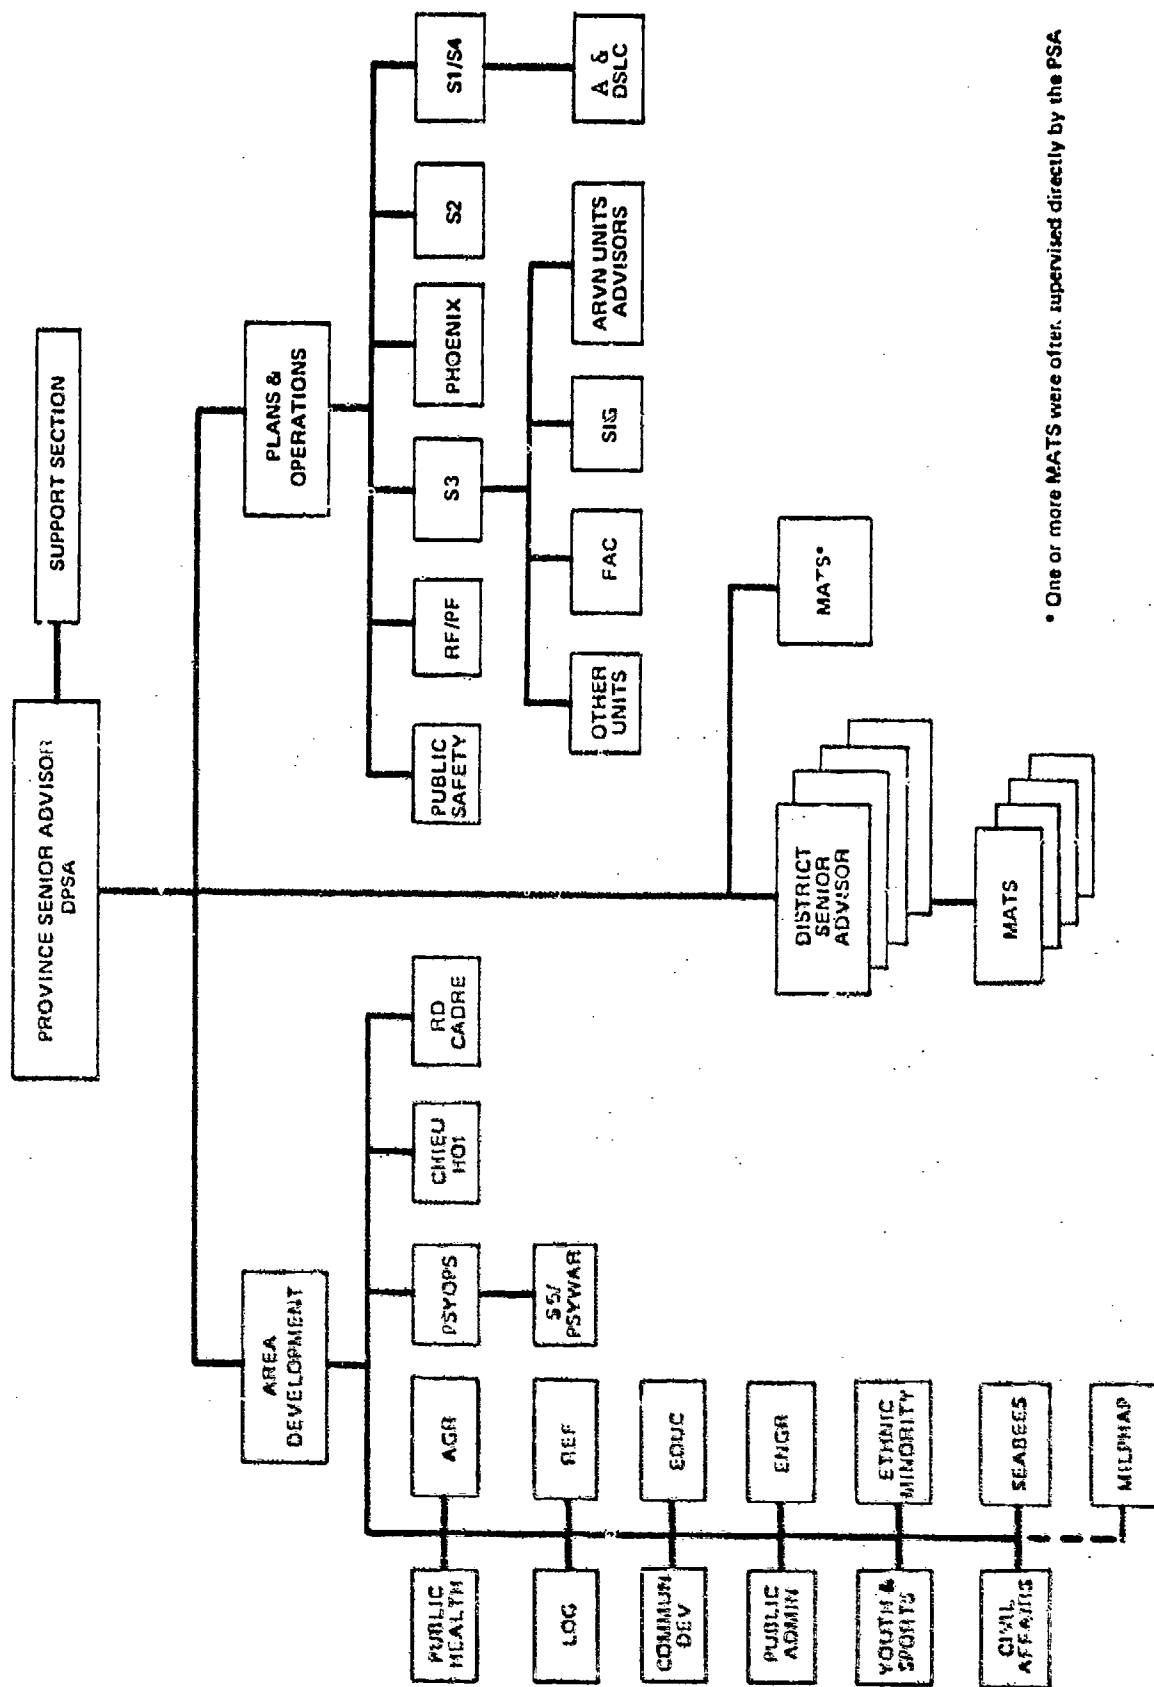 PROVINCE SENIOR ADVISOR
DPSA
SUPPORT SECTION
AREA
DEVELOPMENT
PLANS &
OPERATIONS
PUBLIC
HEALTH
AGR
PSYOPS
CHIEU
HOI
RD
CADRE
PUBLIC
SAFETY
RF/PF
S3
PHOENIX
S2
S1/S4
LOG
REF
S5/
PSYWAR
OTHER
UNITS
FAC
SIG
ARVN UNITS
ADVISORS
A &
DSLC
COMMUN
DEV
EDUC
PUBLIC
ADMIN
ENGR
DISTRICT
SENIOR
ADVISOR
MATS*
YOUTH &
SPORTS
ETHNIC
MINORITY
CIVIL
AFFAIRS
SEABEES
MATS
MILPHAP
* One or more MATS were often supervised directly by the PSA